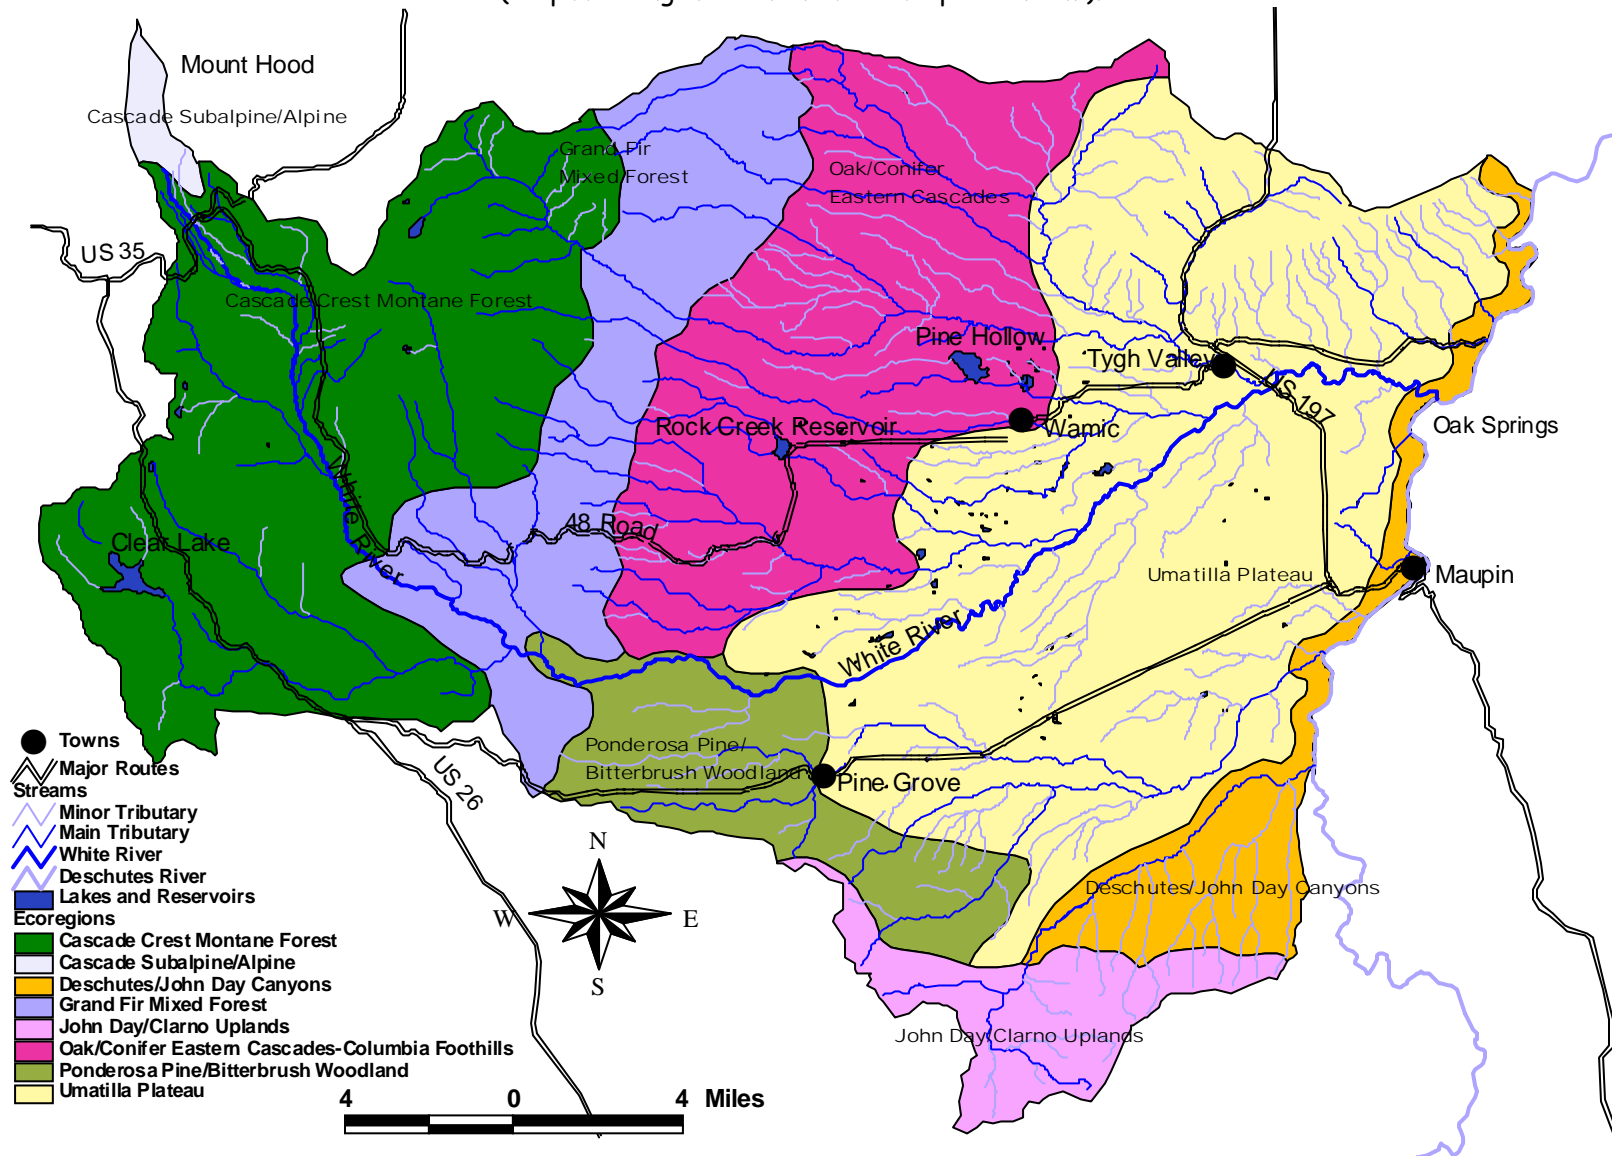 Mount Hood
Cascade Subalpine/Alpine
Grand Fir
Mixed Forest
Oak/Conifer
Eastern Cascades
US 35
Cascade Crest Montane Forest
Pine Hollow
Tygh Valley
US 197
Rock Creek Reservoir
Wamic
Oak Springs
White River
48 Road
Clear Lake
Umatilla Plateau
Maupin
White River
Ponderosa Pine/
Bitterbrush Woodland
Pine Grove
US 26
Deschutes/John Day Canyons
John Day/Clarno Uplands
Towns
Major Routes
Streams
Minor Tributary
Main Tributary
White River
Deschutes River
Lakes and Reservoirs
Ecoregions
Cascade Crest Montane Forest
Cascade Subalpine/Alpine
Deschutes/John Day Canyons
Grand Fir Mixed Forest
John Day/Clarno Uplands
Oak/Conifer Eastern Cascades-Columbia Foothills
Ponderosa Pine/Bitterbrush Woodland
Umatilla Plateau
N
W E
S
4 0 4 Miles